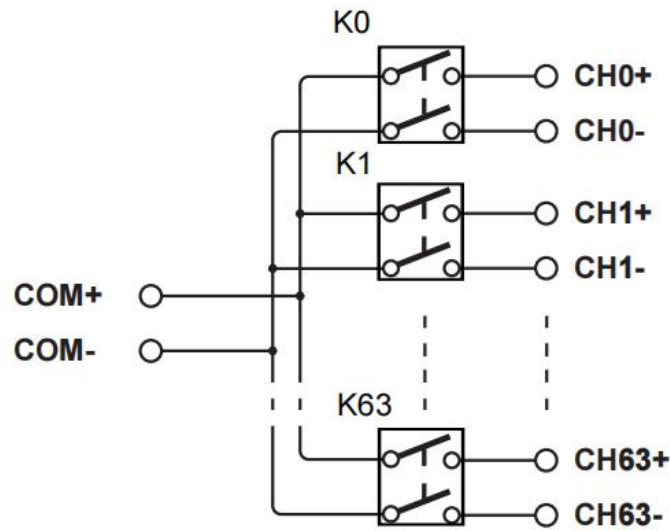 K0
CH0+
CH0-
K1
CH1+
CH1-
COM+
COM-
K63
CH63+
CH63-